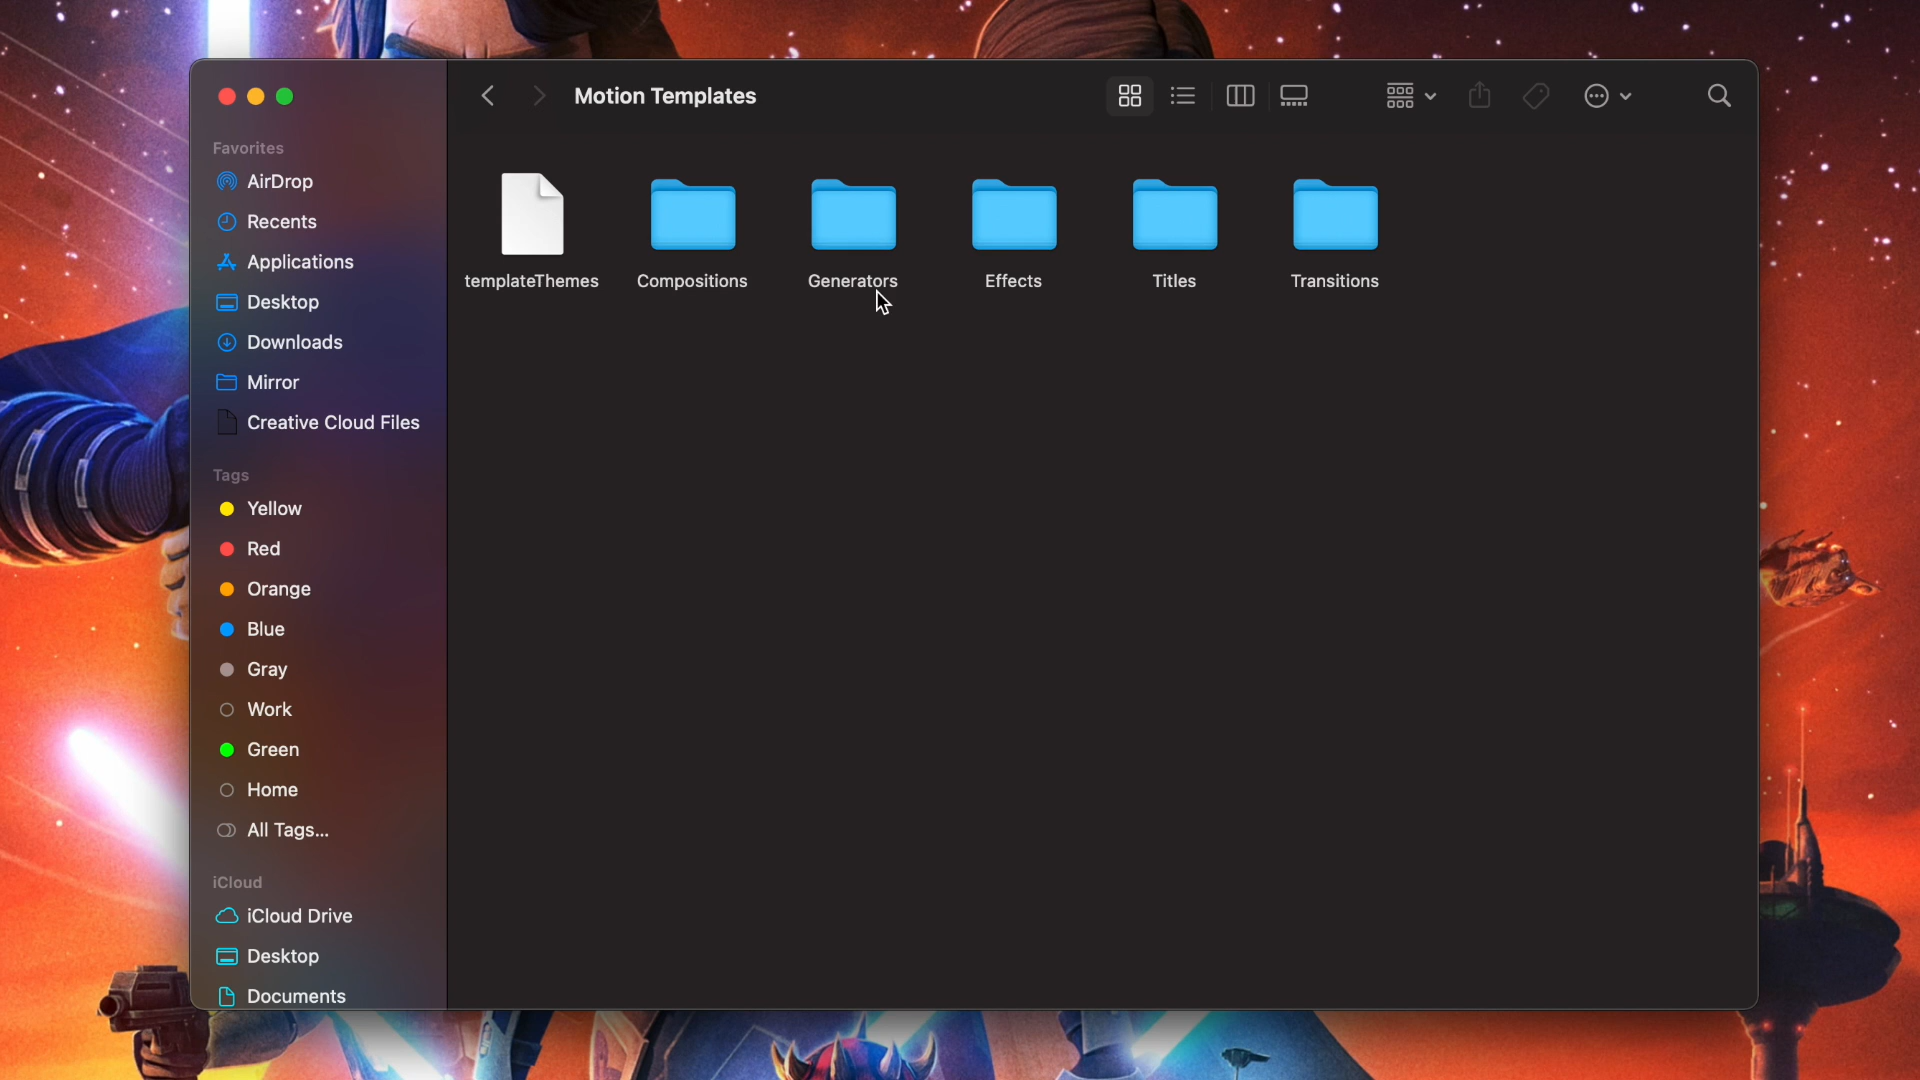 Motion Templates
Favorites
AirDrop
Recents
Applications
Desktop
Downloads
Mirror
Creative Cloud Files
Tags
Yellow
Red
Orange
Blue
Gray
Work
Green
Home
All Tags...
iCloud
iCloud Drive
Desktop
Documents
templateThemes
Compositions
Generators
Effects
Titles
Transitions